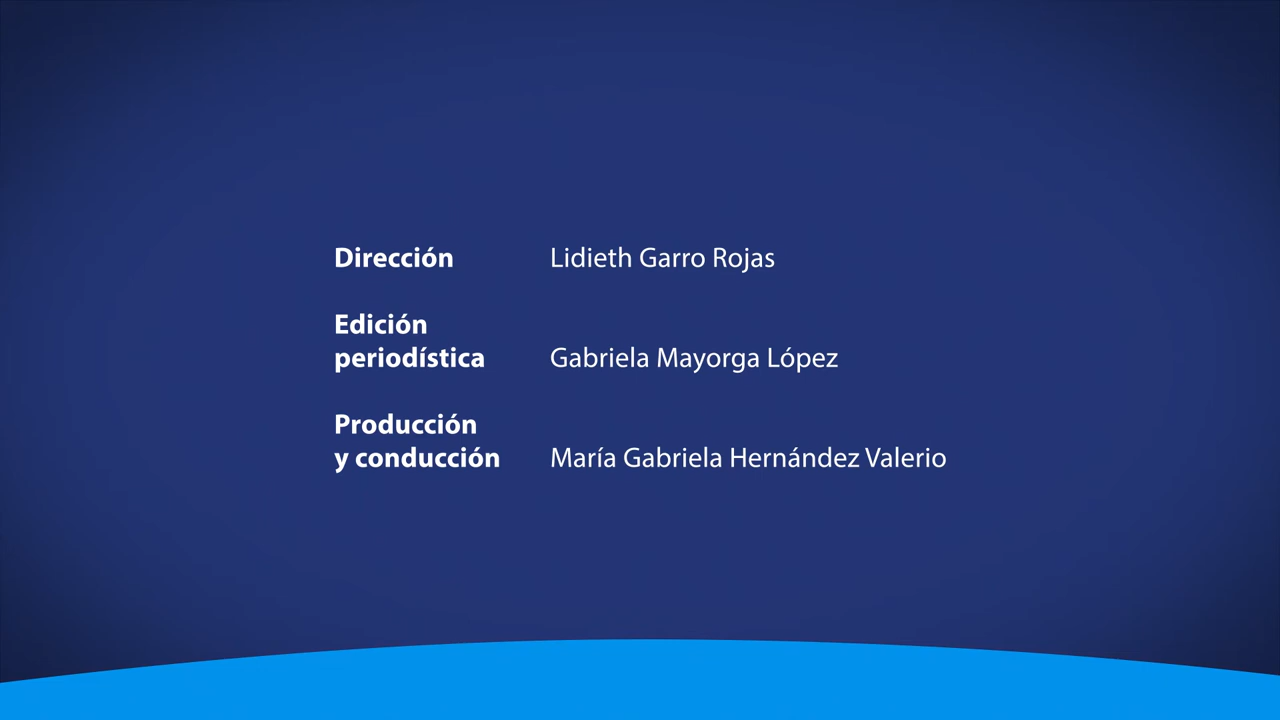 Dirección Lidieth Garro Rojas
Edición
periodística Gabriela Mayorga López
Producción
y conducción María Gabriela Hernández Valerio